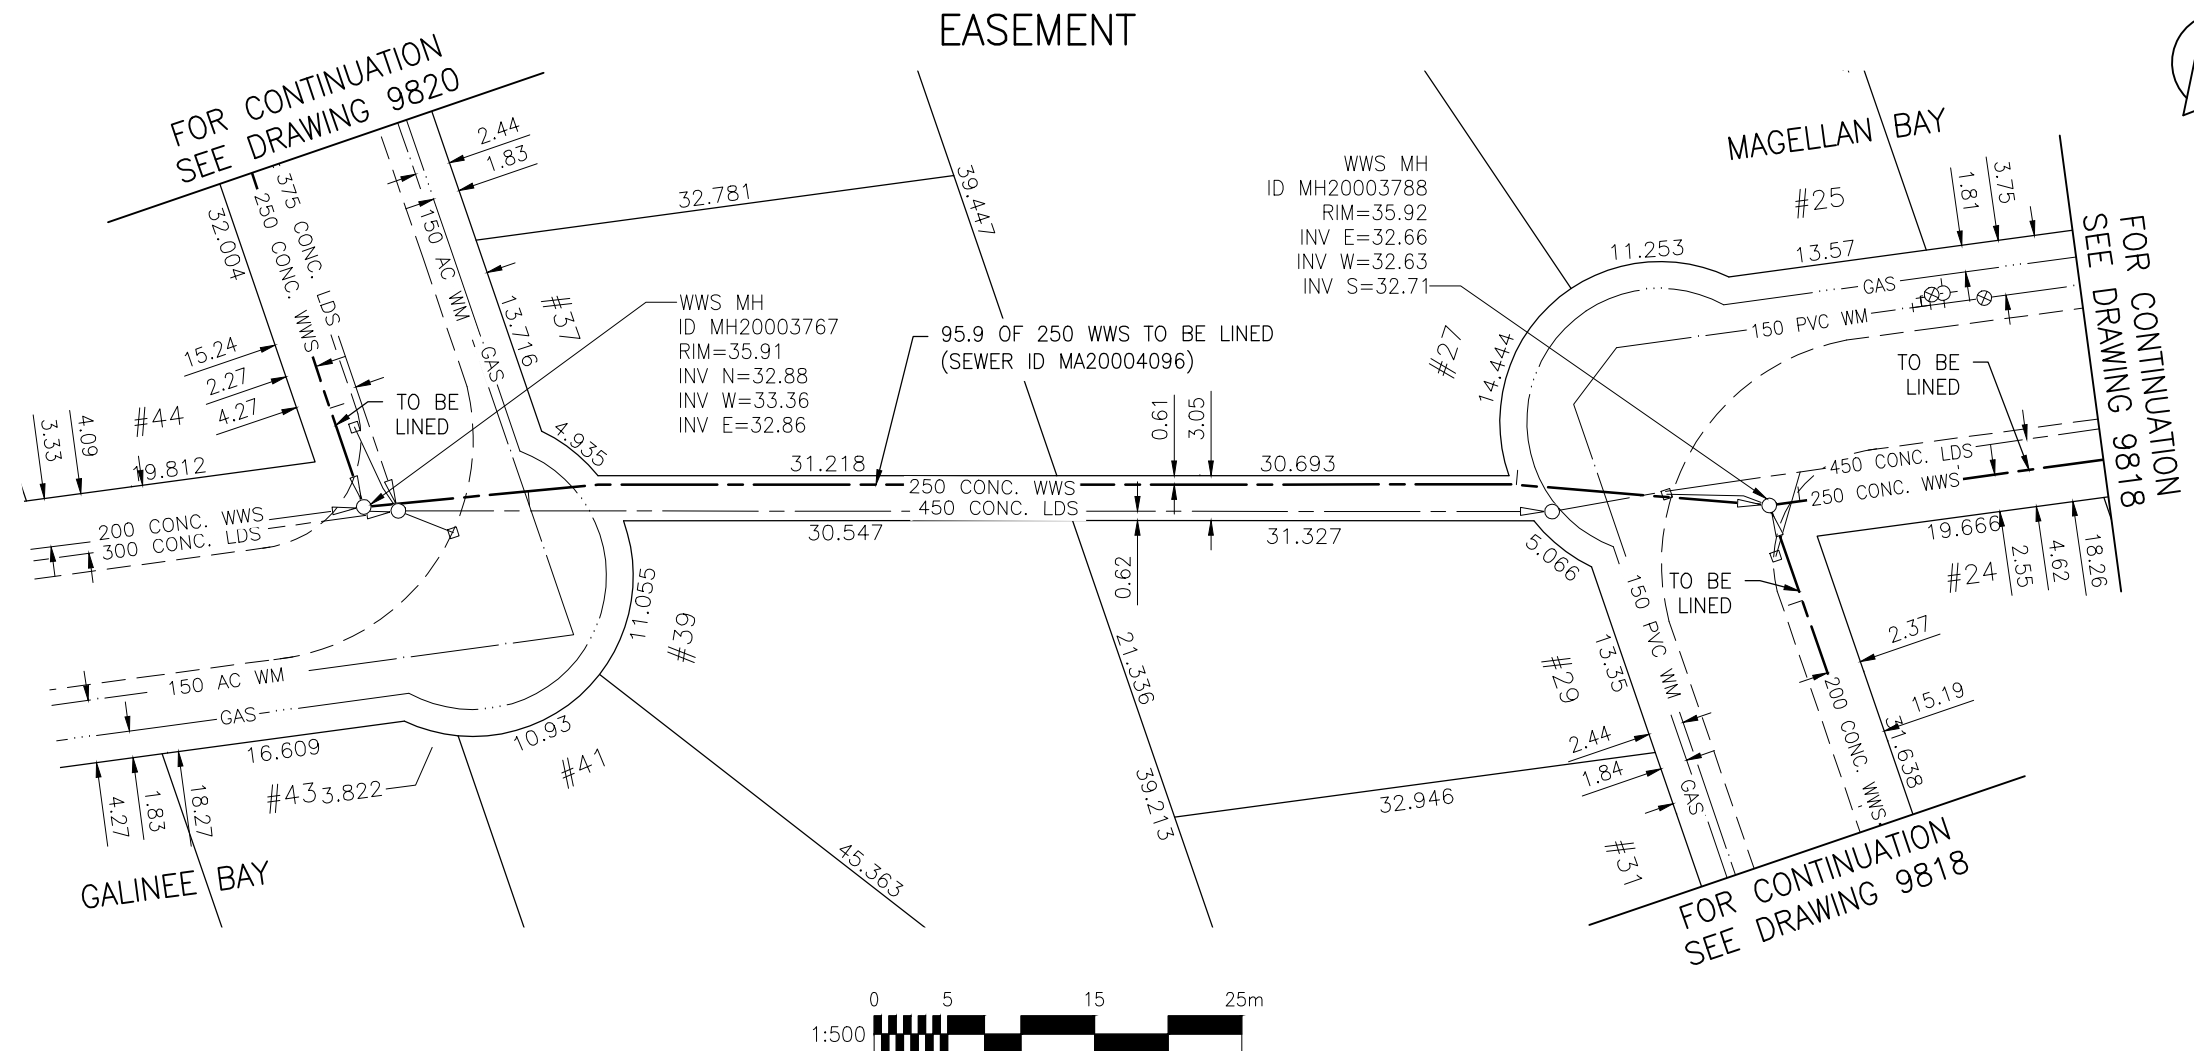 EASEMENT
FOR CONTINUATION
SEE DRAWING 9820
2.44
1.83
32.781
39.447
375 CONC. LDS
250 CONC. WWS
32.004
150 AC WM
GAS
13.716
#37
15.24
2.27
4.27
#44
TO BE
LINED
3.33
4.09
19.812
4.935
WWS MH
ID MH20003767
RIM=35.91
INV N=32.88
INV W=33.36
INV E=32.86
95.9 OF 250 WWS TO BE LINED
(SEWER ID MA20004096)
WWS MH
ID MH20003788
RIM=35.92
INV E=32.66
INV W=32.63
INV S=32.71
MAGELLAN BAY
#25
1.81
3.75
11.253
13.57
GAS
150 PVC WM
#27
14.444
TO BE
LINED
FOR CONTINUATION
SEE DRAWING 9818
31.218
0.61
3.05
30.693
250 CONC. WWS
450 CONC. LDS
200 CONC. WWS
300 CONC. LDS
30.547
0.62
31.327
5.066
450 CONC. LDS
250 CONC. WWS
19.666
#24
2.55
4.62
18.26
TO BE
LINED
11.055
#39
150 PVC WM
2.37
15.19
150 AC WM
GAS
16.609
10.93
#41
21.336
39.213
#29
13.35
2.44
1.84
32.946
GAS
200 CONC. WWS
31.638
#43
3.822
4.27
1.83
18.27
GALINEE BAY
45.363
#31
FOR CONTINUATION
SEE DRAWING 9818
0 5 15 25m
1:500